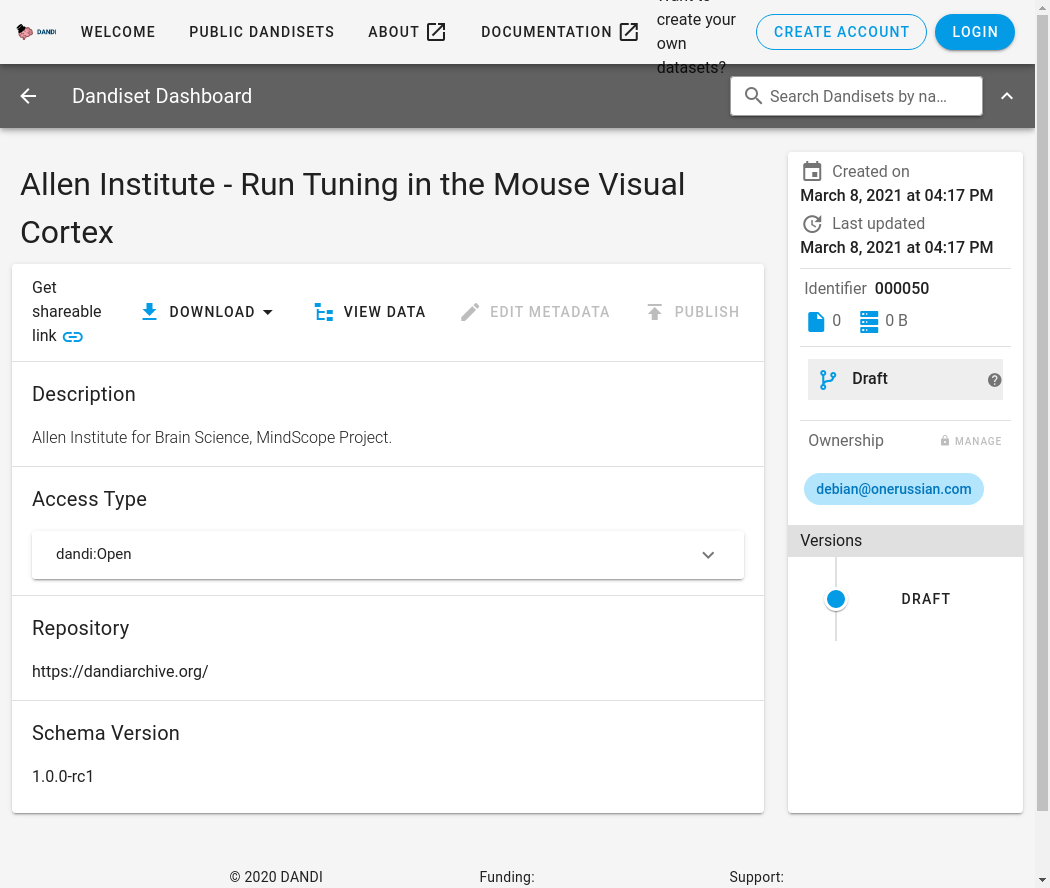 DANDI
WELCOME
PUBLIC DANDISETS
ABOUT
DOCUMENTATION
create your
own
datasets?
CREATE ACCOUNT
LOGIN
Dandiset Dashboard
Search Dandisets by na...
Allen Institute - Run Tuning in the Mouse Visual
Cortex
Get
shareable
link
DOWNLOAD
VIEW DATA
EDIT METADATA
PUBLISH
Description
Allen Institute for Brain Science, MindScope Project.
Access Type
dandi:Open
Repository
https://dandiarchive.org/
Schema Version
1.0.0-rc1
Created on
March 8, 2021 at 04:17 PM
Last updated
March 8, 2021 at 04:17 PM
Identifier 000050
0
0 B
Draft
Ownership
MANAGE
debian@onerussian.com
Versions
DRAFT
© 2020 DANDI
Funding:
Support: